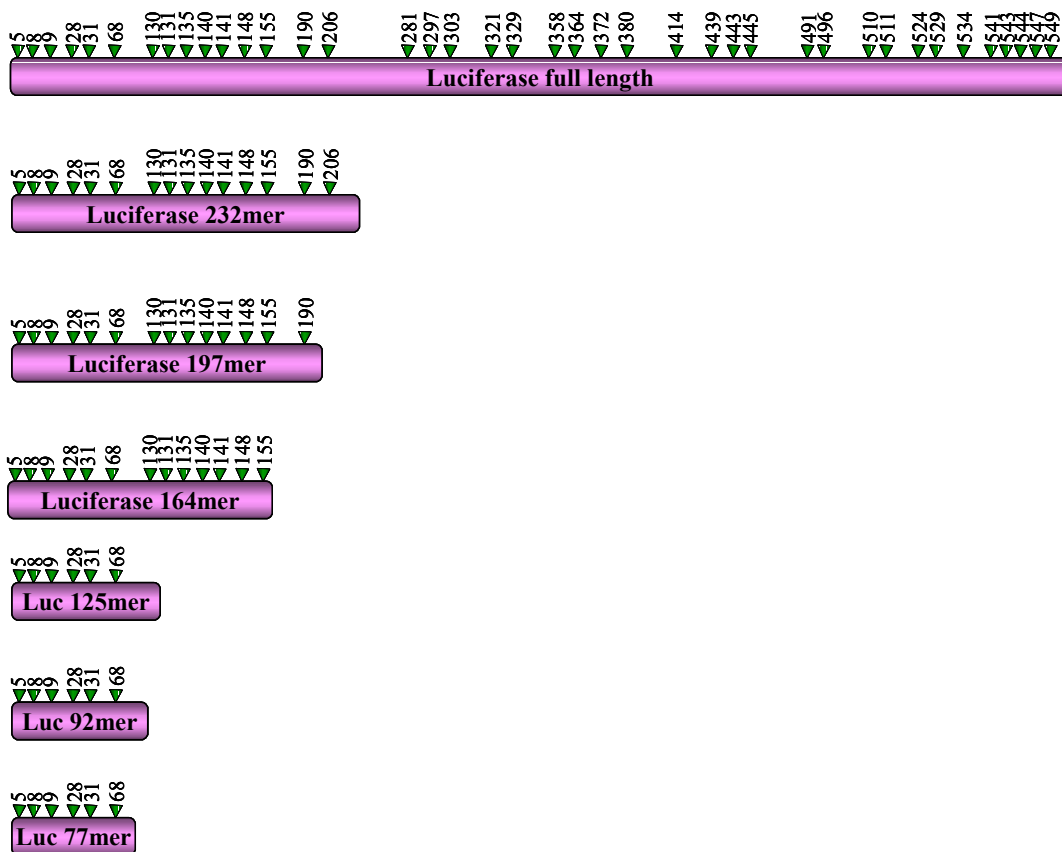 5 8 9 28 31 68 130 131 135 140 141 148 155 190 206 281 297 303 321 329 358 364 372 380 414 439 443 445 491 496 510 511 524 529 534 541 543 544 547 549
Luciferase full length
5 8 9 28 31 68 130 131 135 140 141 148 155 190 206
Luciferase 232mer
5 8 9 28 31 68 130 131 135 140 141 148 155 190
Luciferase 197mer
5 8 9 28 31 68 130 131 135 140 141 148 155
Luciferase 164mer
5 8 9 28 31 68
Luc 125mer
5 8 9 28 31 68
Luc 92mer
5 8 9 28 31 68
Luc 77mer